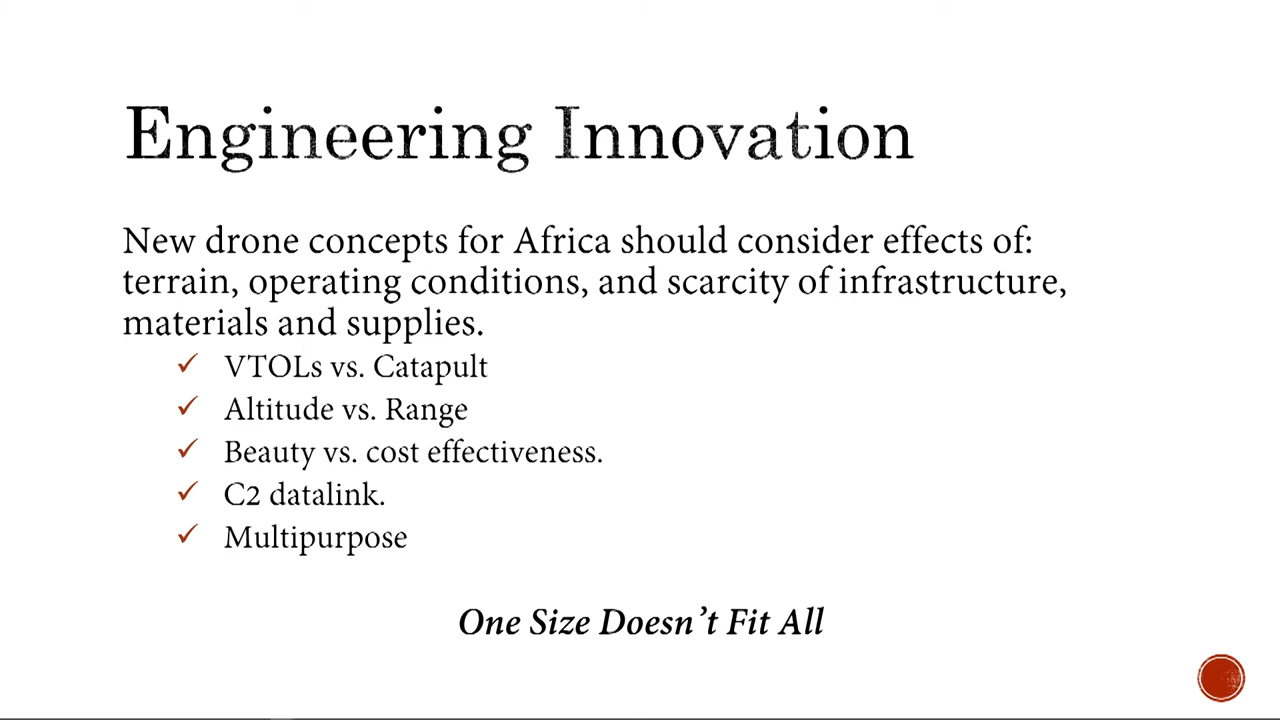 Engineering Innovation
New drone concepts for Africa should consider effects of:
terrain, operating conditions, and scarcity of infrastructure,
materials and supplies.
✓ VTOLs vs. Catapult
✓ Altitude vs. Range
✓ Beauty vs. cost effectiveness.
✓ C2 datalink.
✓ Multipurpose
One Size Doesn’t Fit All